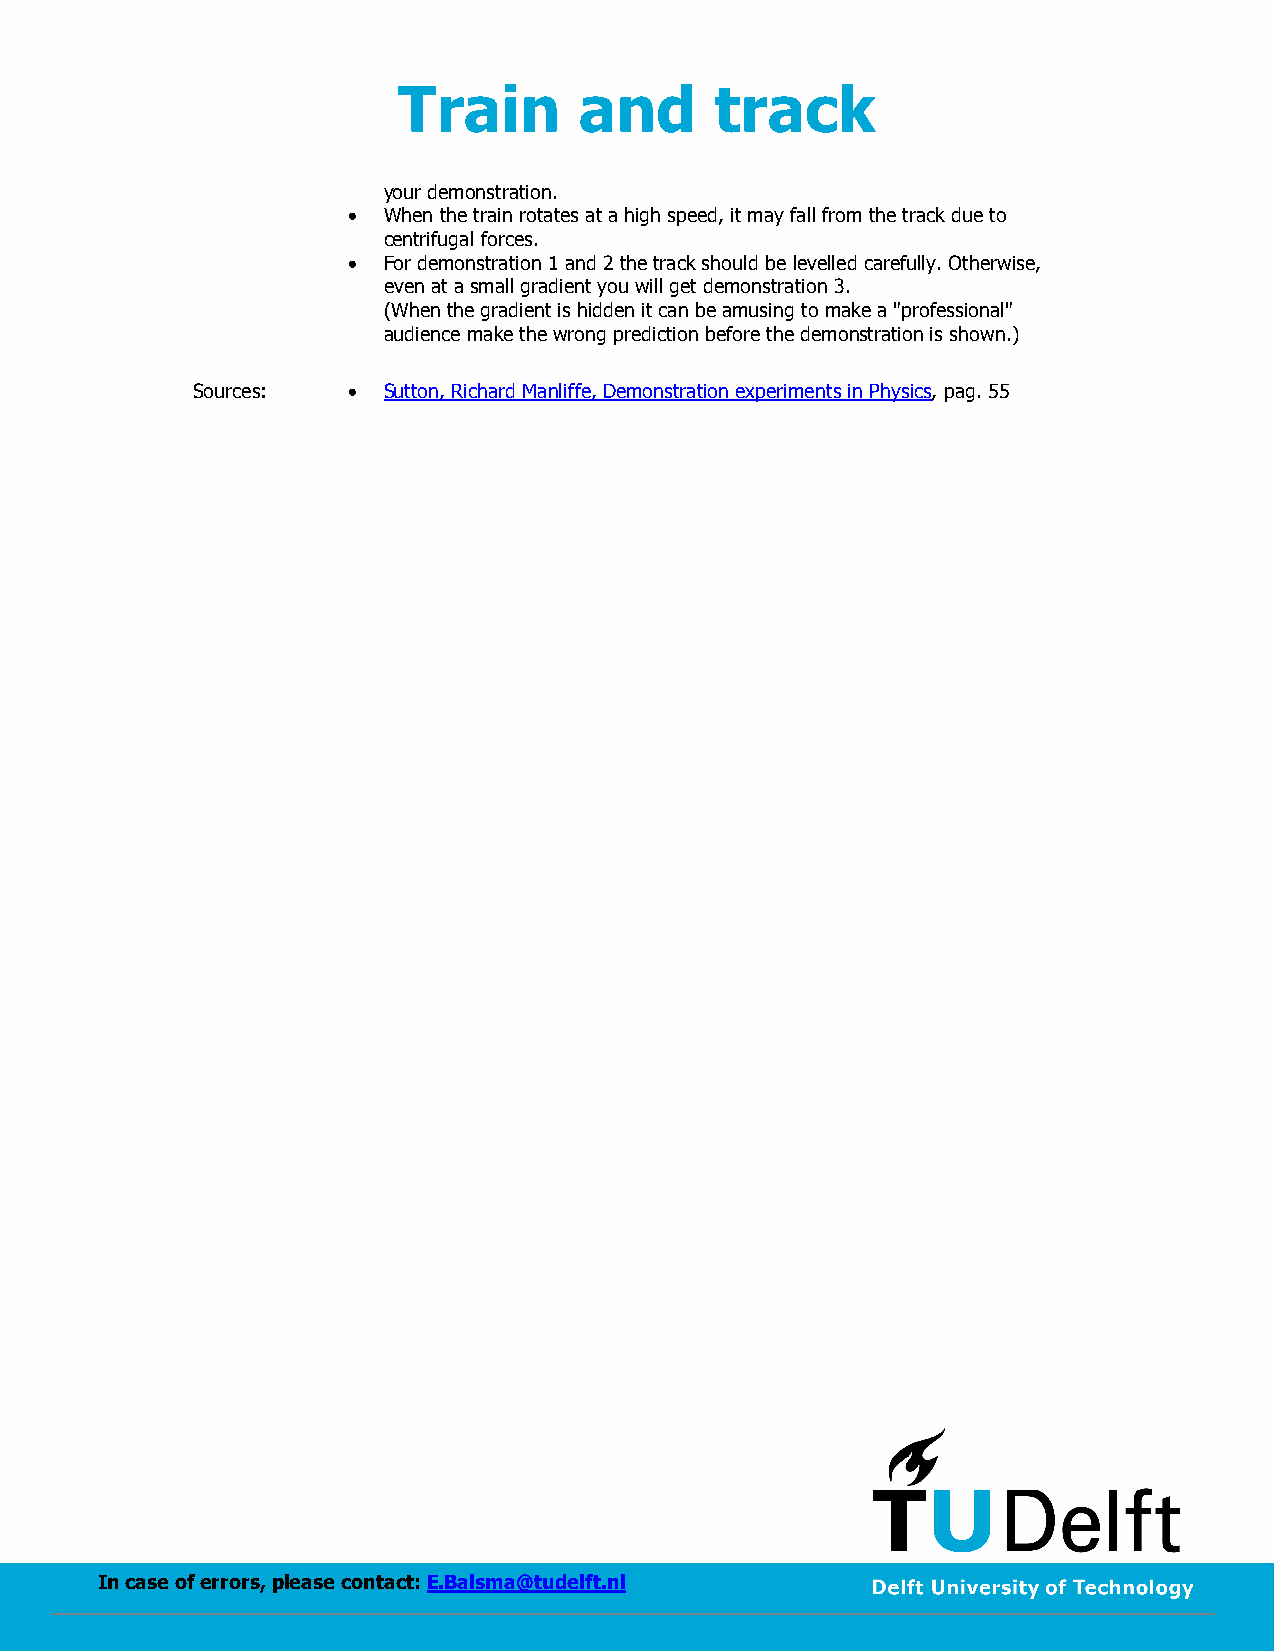 Train and track
your demonstration.
• When the train rotates at a high speed, it may fall from the track due to
centrifugal forces.
• For demonstration 1 and 2 the track should be levelled carefully. Otherwise,
even at a small gradient you will get demonstration 3.
(When the gradient is hidden it can be amusing to make a "professional"
audience make the wrong prediction before the demonstration is shown.)
Sources: • Sutton, Richard Manliffe, Demonstration experiments in Physics, pag. 55
TUDelft
In case of errors, please contact: E.Balsma@tudelft.nl
Delft University of Technology